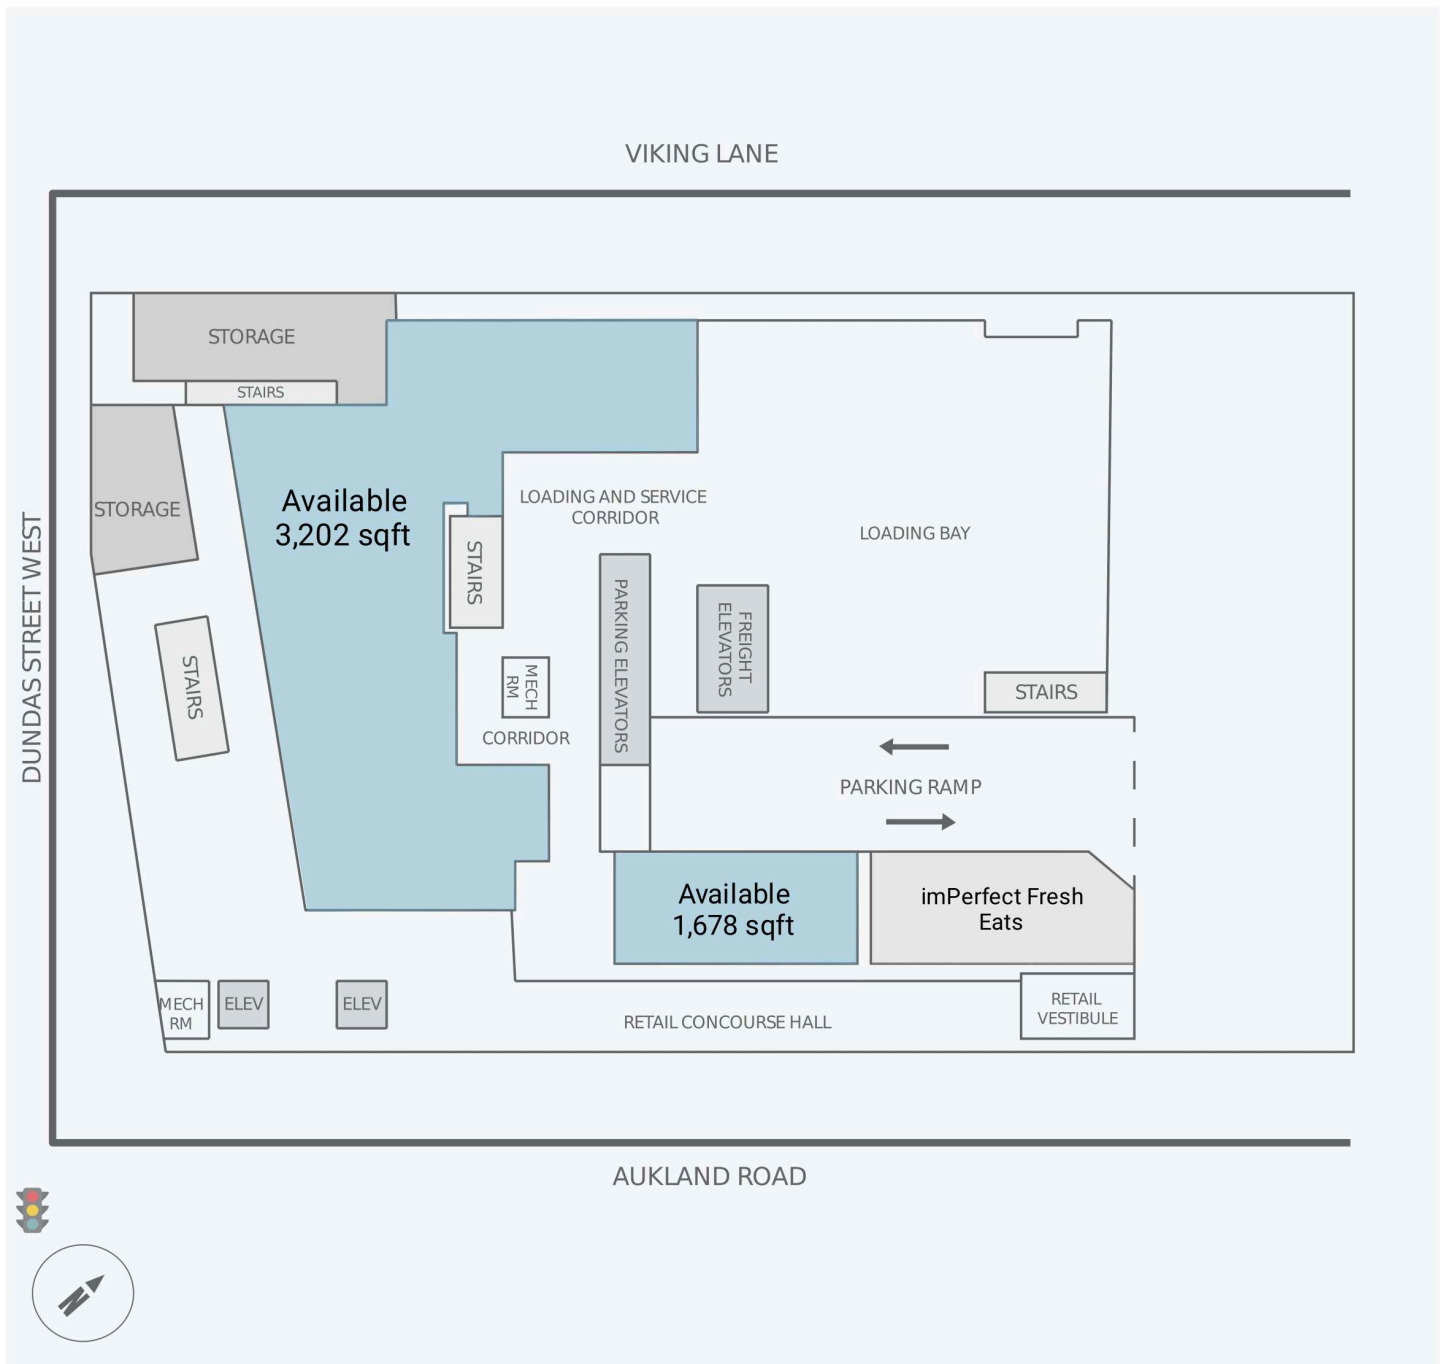 VIKING LANE
STORAGE
STAIRS
STORAGE
Available
3,202 sqft
LOADING AND SERVICE
CORRIDOR
LOADING BAY
STAIRS
DUNDAS STREET WEST
STAIRS
PARKING ELEVATORS
FREIGHT
ELEVATORS
MECH
RM
STAIRS
CORRIDOR
PARKING RAMP
Available
1,678 sqft
imPerfect Fresh
Eats
MECH
RM
ELEV
ELEV
RETAIL CONCOURSE HALL
RETAIL
VESTIBULE
AUKLAND ROAD
N